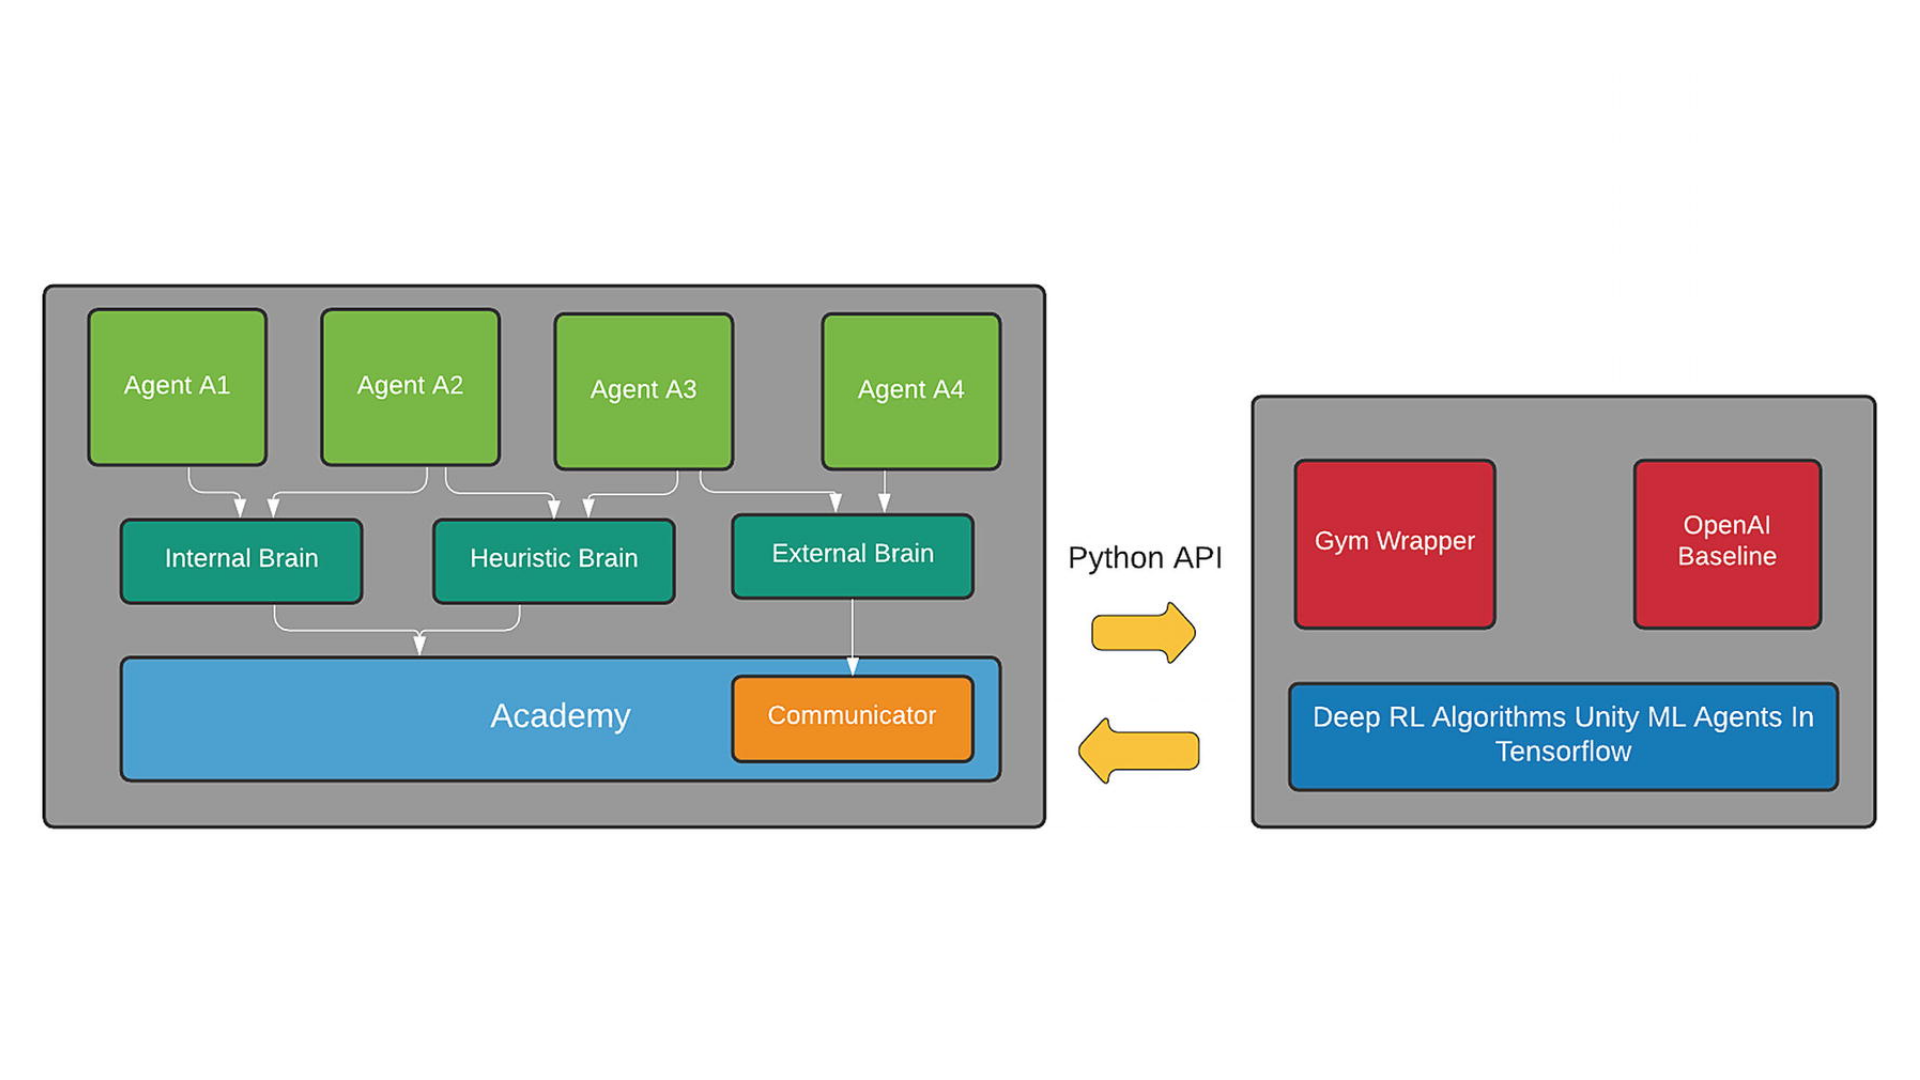 Agent A1
Agent A2
Agent A3
Agent A4
Internal Brain
Heuristic Brain
External Brain
Academy
Communicator
Python API
Gym Wrapper
OpenAI
Baseline
Deep RL Algorithms Unity ML Agents In
Tensorflow